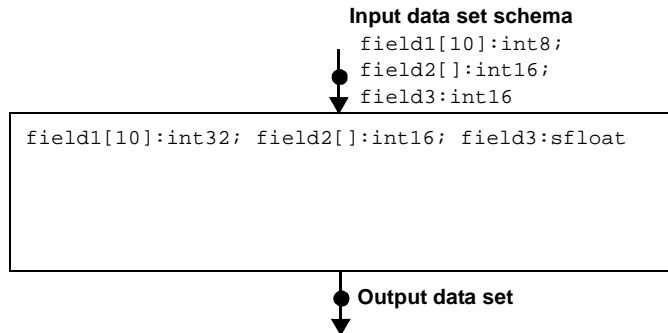 Input data set schema
field1[10]:int8;
field2[]:int16;
field3:int16
field1[10]:int32; field2[]:int16; field3:sfloat
Output data set